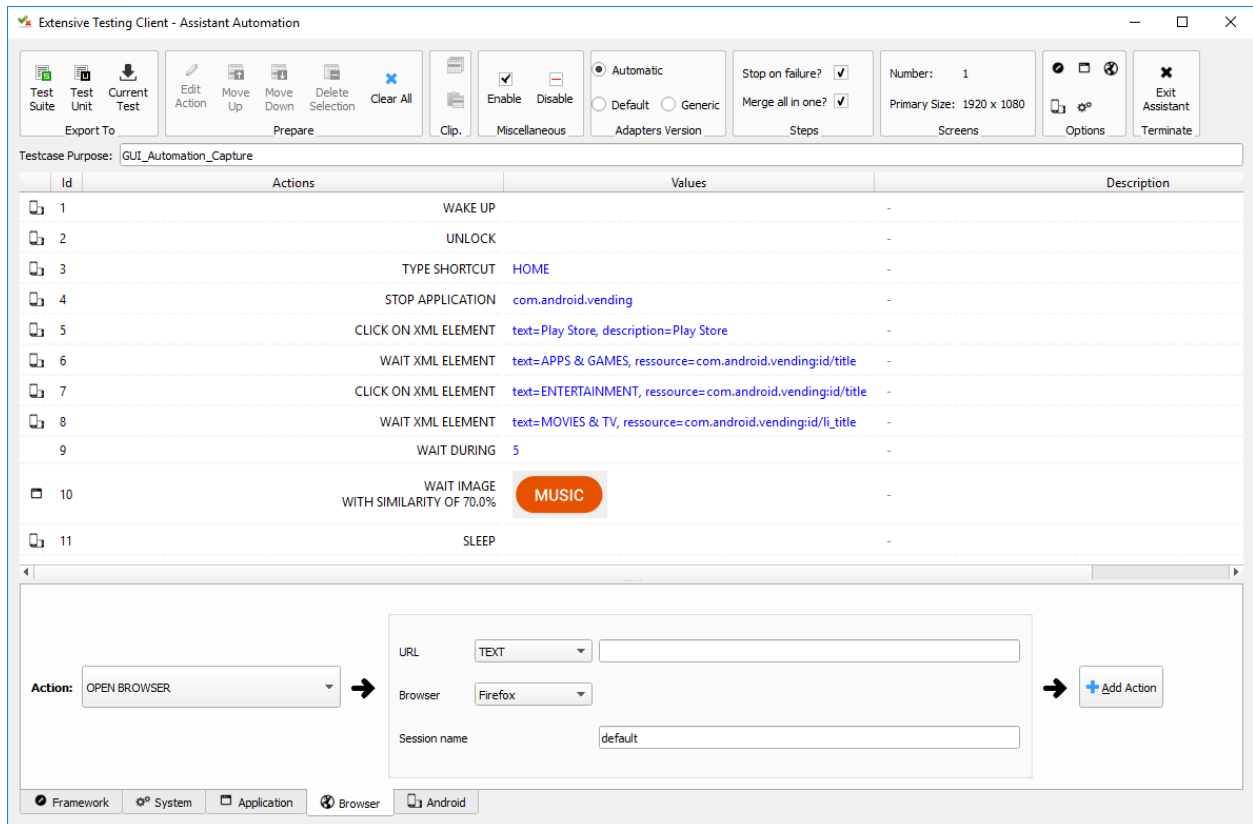 Extensive Testing Client - Assistant Automation
Test Suite
Test Unit
Current Test
Export To
Edit Action
Move Up
Move Down
Delete Selection
Clear All
Prepare
Clip.
Enable
Disable
Miscellaneous
Automatic
Default Generic
Adapters Version
Stop on failure?
Merge all in one?
Steps
Number: 1
Primary Size: 1920 x 1080
Screens
Options
Exit Assistant
Terminate
Testcase Purpose: GUI_Automation_Capture
Id Actions Values Description
1 WAKE UP -
2 UNLOCK -
3 TYPE SHORTCUT HOME -
4 STOP APPLICATION com.android.vending -
5 CLICK ON XML ELEMENT text=Play Store, description=Play Store -
6 WAIT XML ELEMENT text=APPS & GAMES, ressource=com.android.vending:id/title -
7 CLICK ON XML ELEMENT text=ENTERTAINMENT, ressource=com.android.vending:id/title -
8 WAIT XML ELEMENT text=MOVIES & TV, ressource=com.android.vending:id/li_title -
9 WAIT DURING 5 -
10 WAIT IMAGE
WITH SIMILARITY OF 70.0% MUSIC -
11 SLEEP -
URL TEXT
Action: OPEN BROWSER
Browser Firefox
Add Action
Session name default
Framework System Application Browser Android